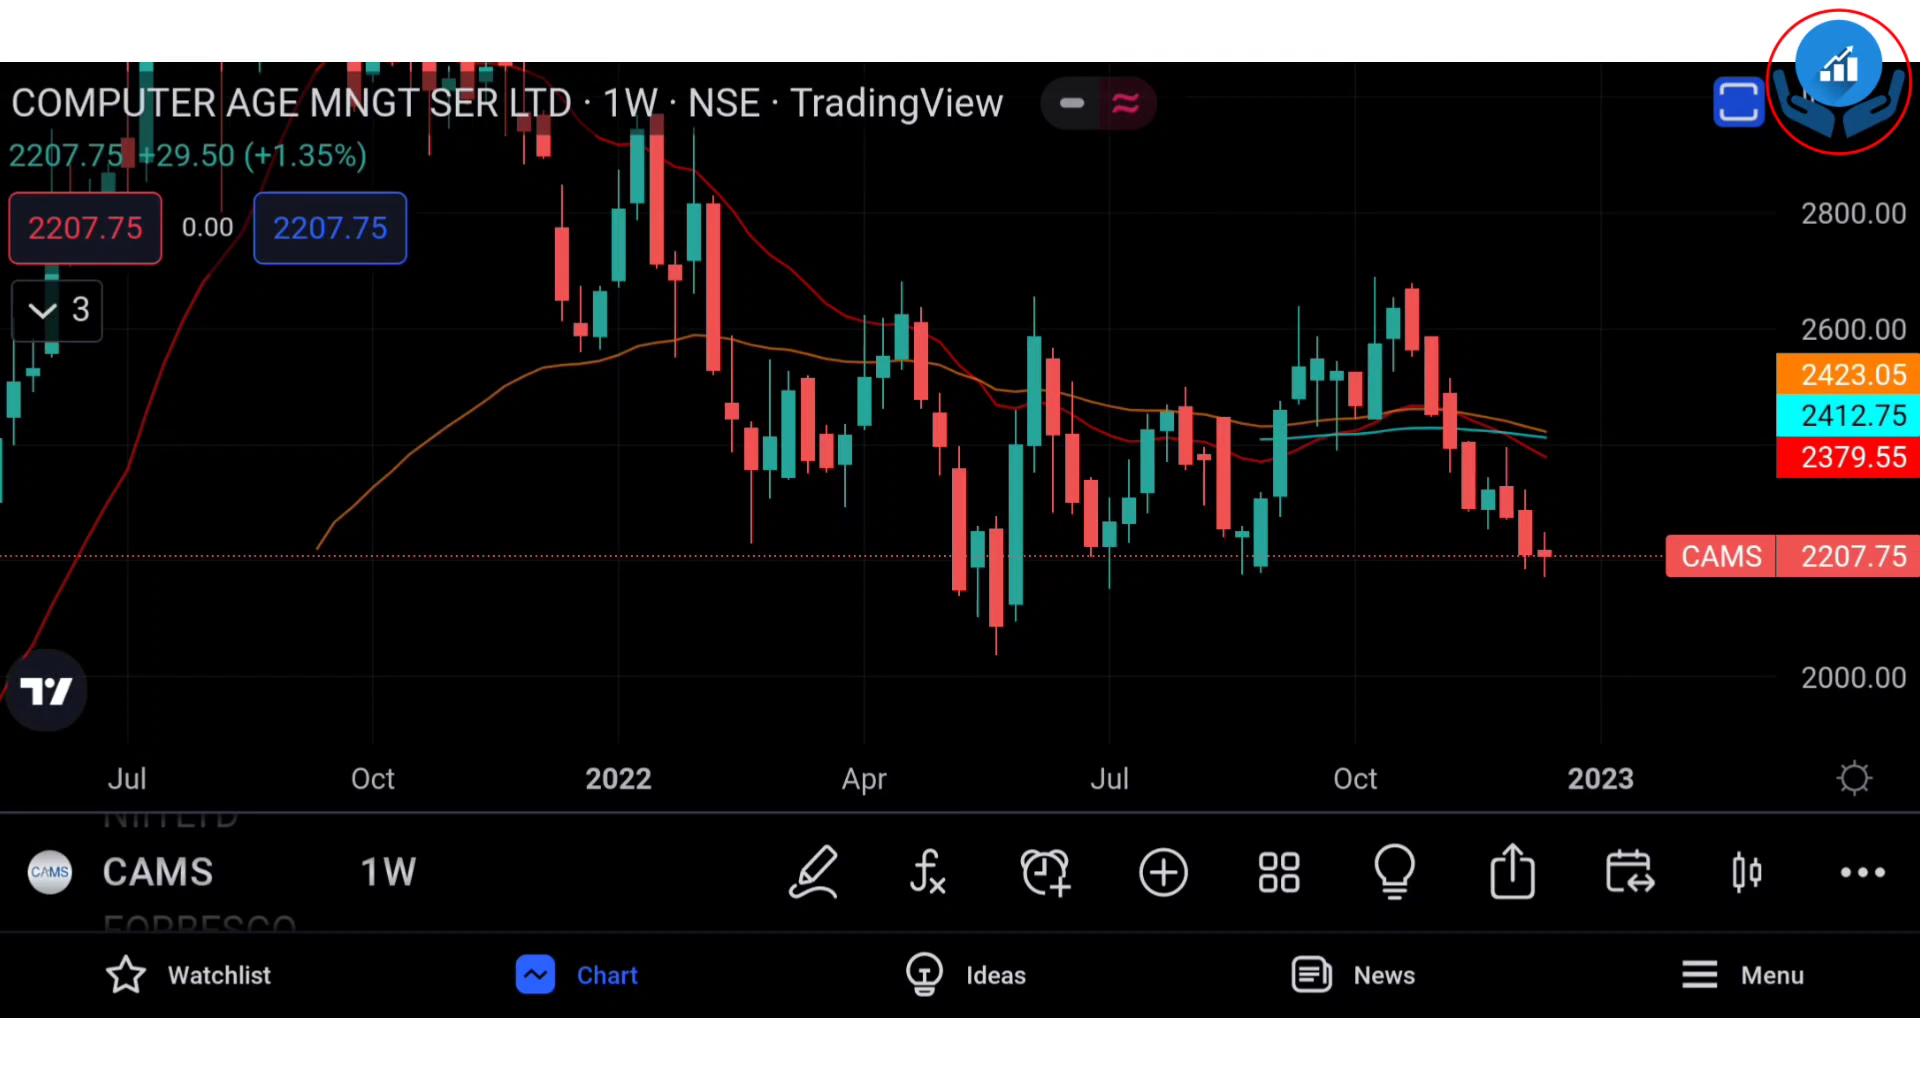 COMPUTER AGE MNGT SER LTD · 1W · NSE · TradingView
2207.75 +29.50 (+1.35%)
2207.75 0.00 2207.75
3
2800.00
2600.00
2423.05
2412.75
2379.55
CAMS 2207.75
2000.00
Jul Oct 2022 Apr Jul Oct 2023
CAMS CAMS 1W
Watchlist Chart Ideas News Menu